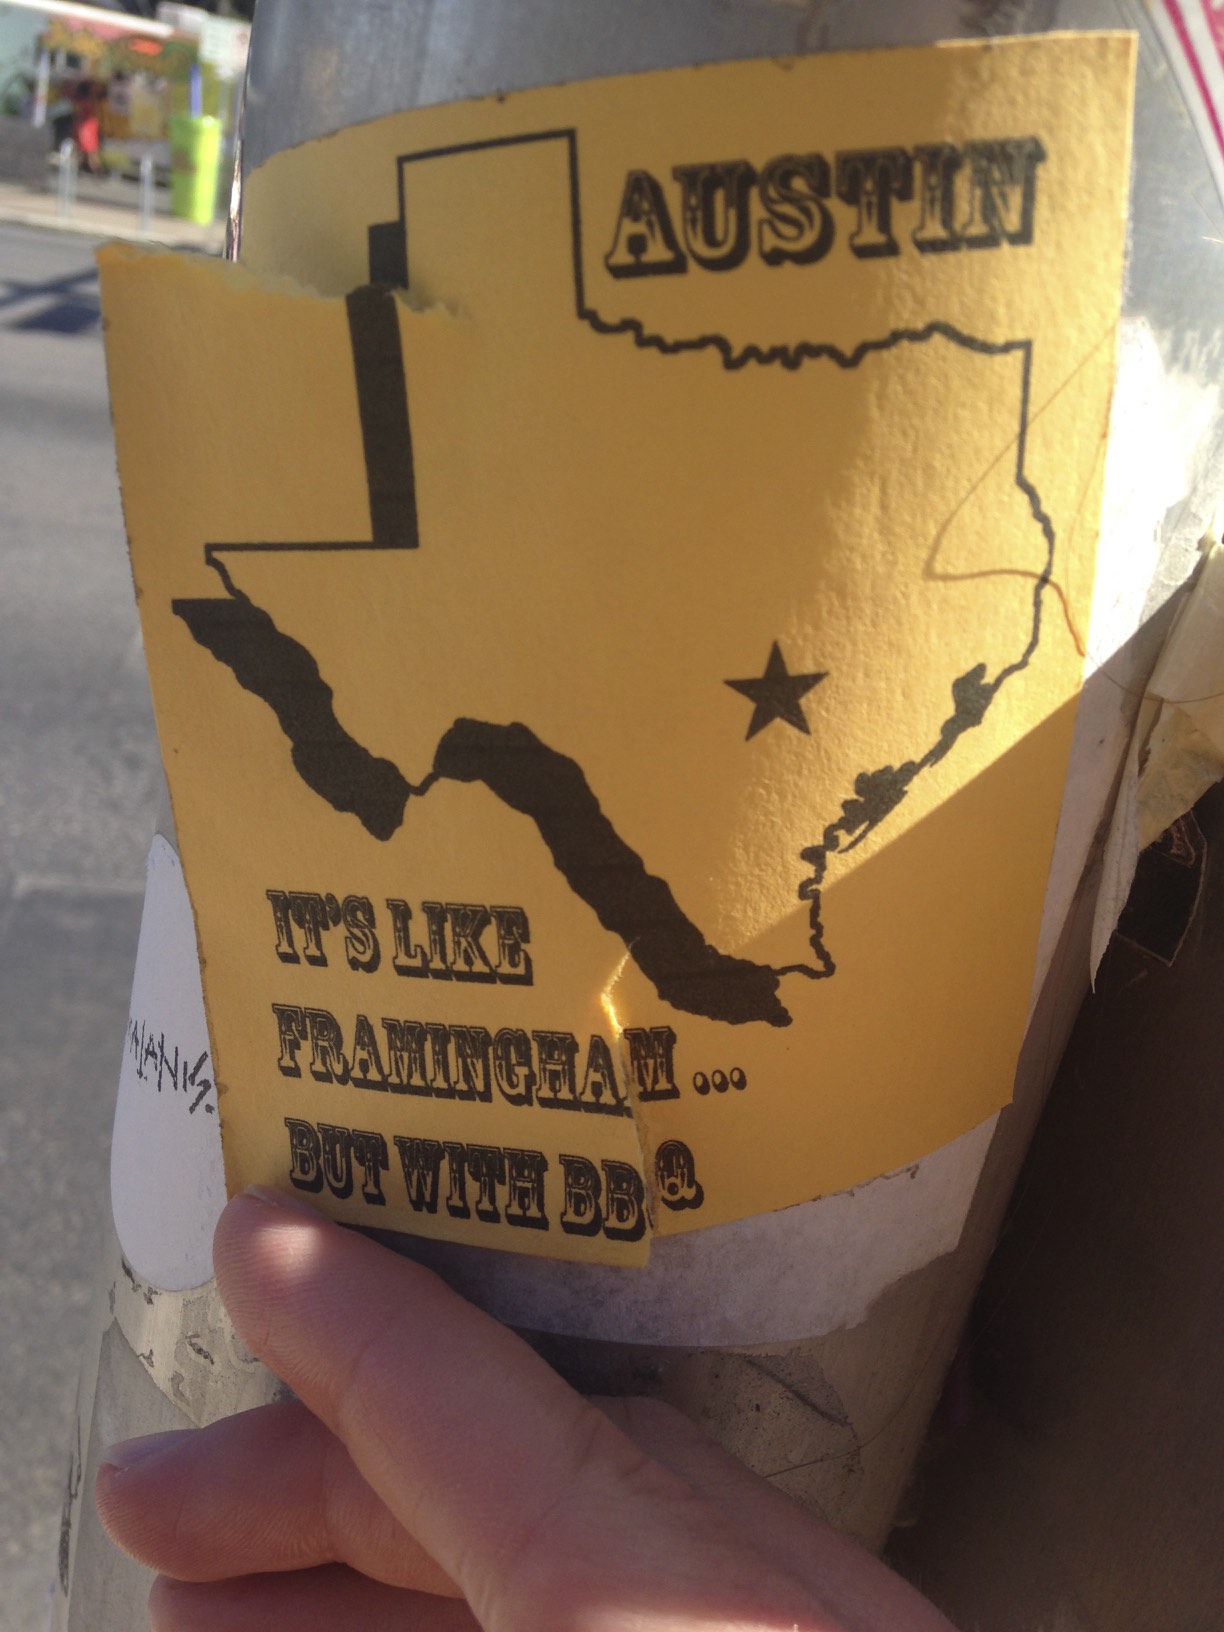 AUSTIN
IT'S LIKE
FRAMINGHAM ...
BUT WITH BBQ